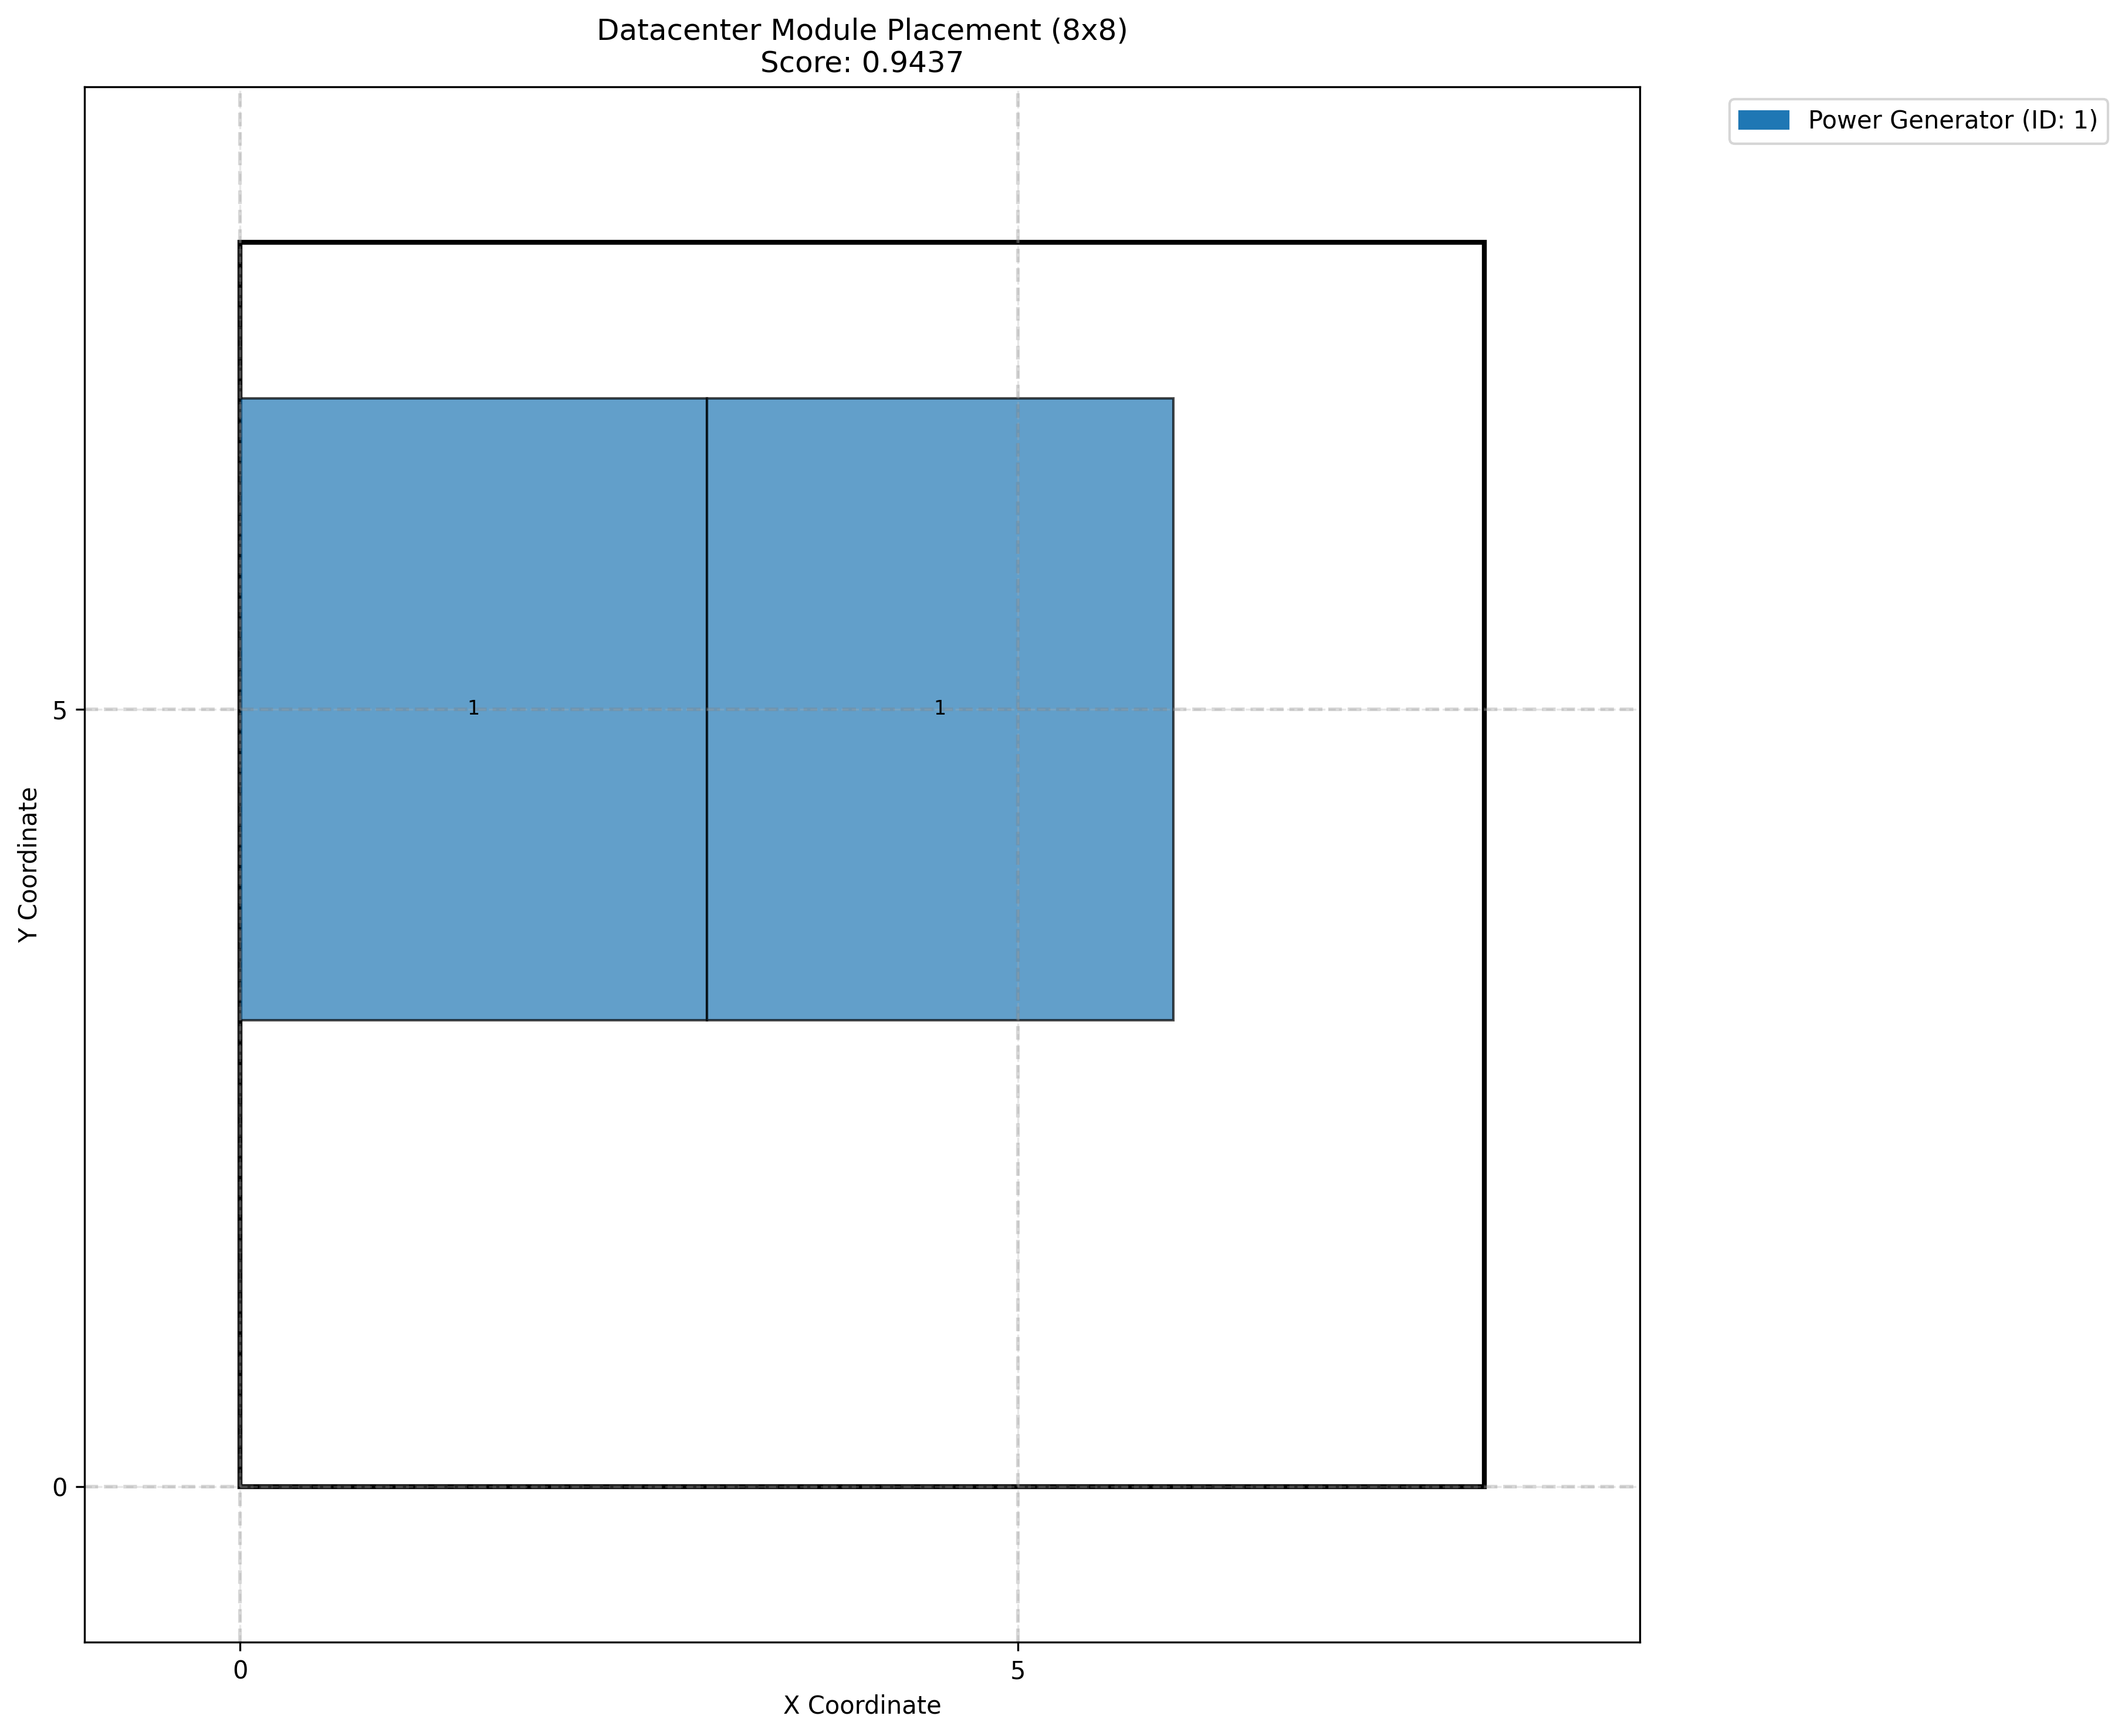 Datacenter Module Placement (8x8)
Score: 0.9437
Power Generator (ID: 1)
1
1
5
0
Y Coordinate
0
5
X Coordinate